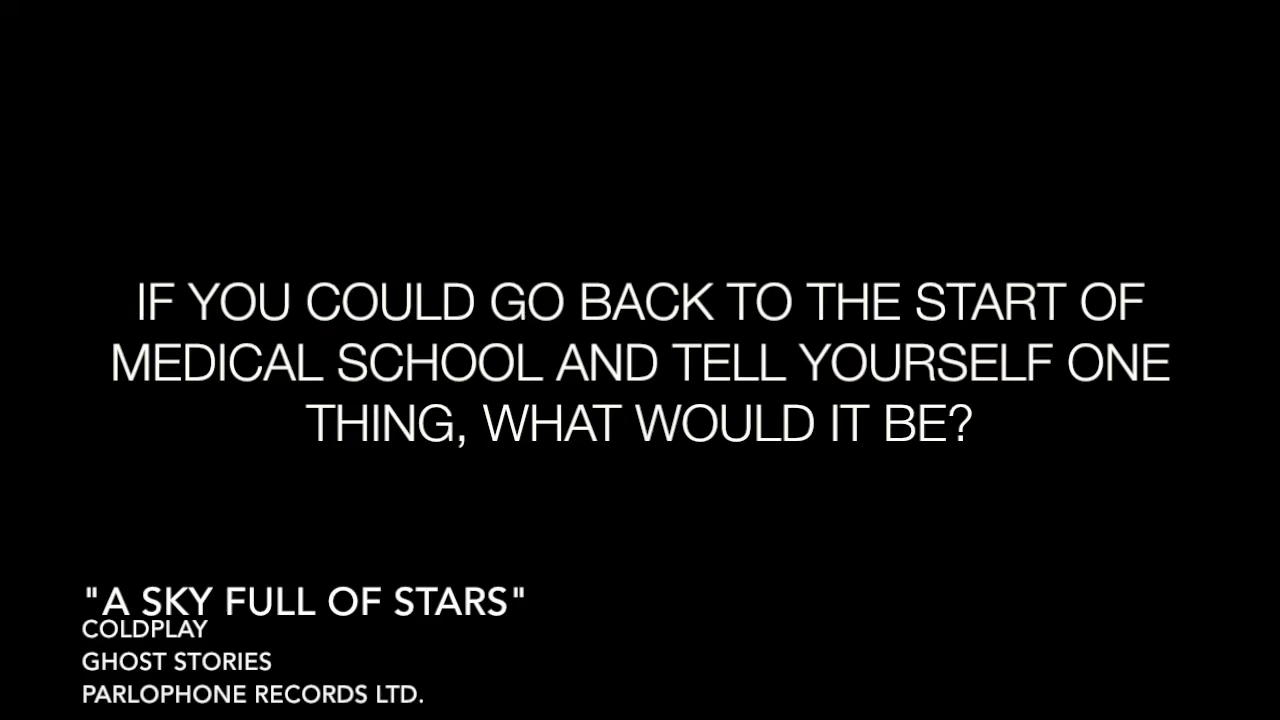 IF YOU COULD GO BACK TO THE START OF
MEDICAL SCHOOL AND TELL YOURSELF ONE
THING, WHAT WOULD IT BE?
"A SKY FULL OF STARS"
COLDPLAY
GHOST STORIES
PARLOPHONE RECORDS LTD.